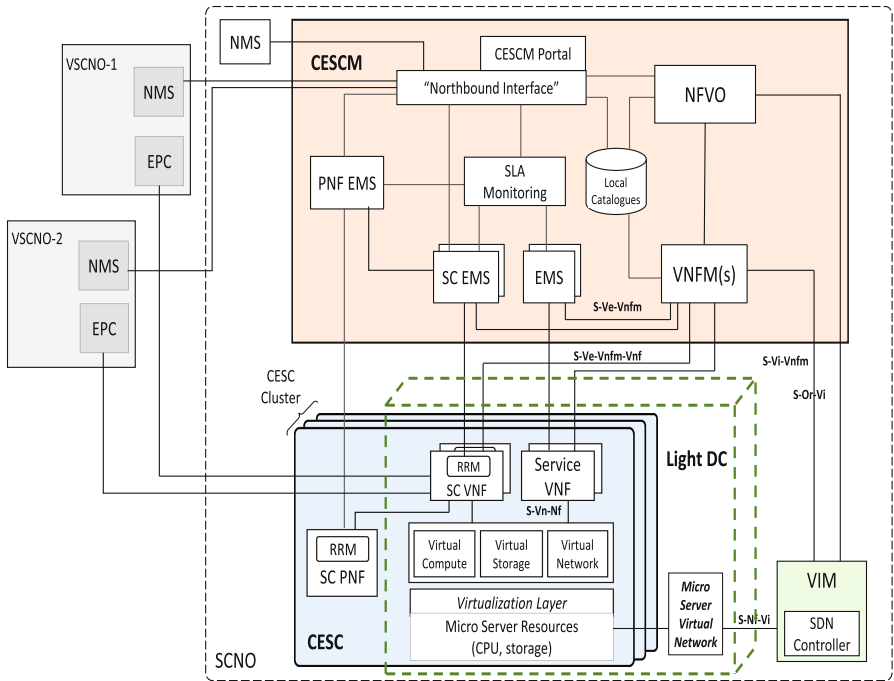 NMS
CESCM
CESCM Portal
"Northbound Interface"
NFVO
VSCNO-1
NMS
EPC
PNF EMS
SLA
Monitoring
Local
Catalogues
VSCNO-2
NMS
EPC
SC EMS
EMS
VNFM(s)
S-Ve-Vnfm
S-Ve-Vnfm-Vnf
S-Vi-Vnfm
S-Or-Vi
CESC
Cluster
Light DC
RRM
SC VNF
Service
VNF
S-Vn-Nf
RRM
SC PNF
Virtual
Compute
Virtual
Storage
Virtual
Network
Virtualization Layer
Micro Server Resources
(CPU, storage)
CESC
Micro
Server
Virtual
Network
S-Nf-Vi
VIM
SDN
Controller
SCNO